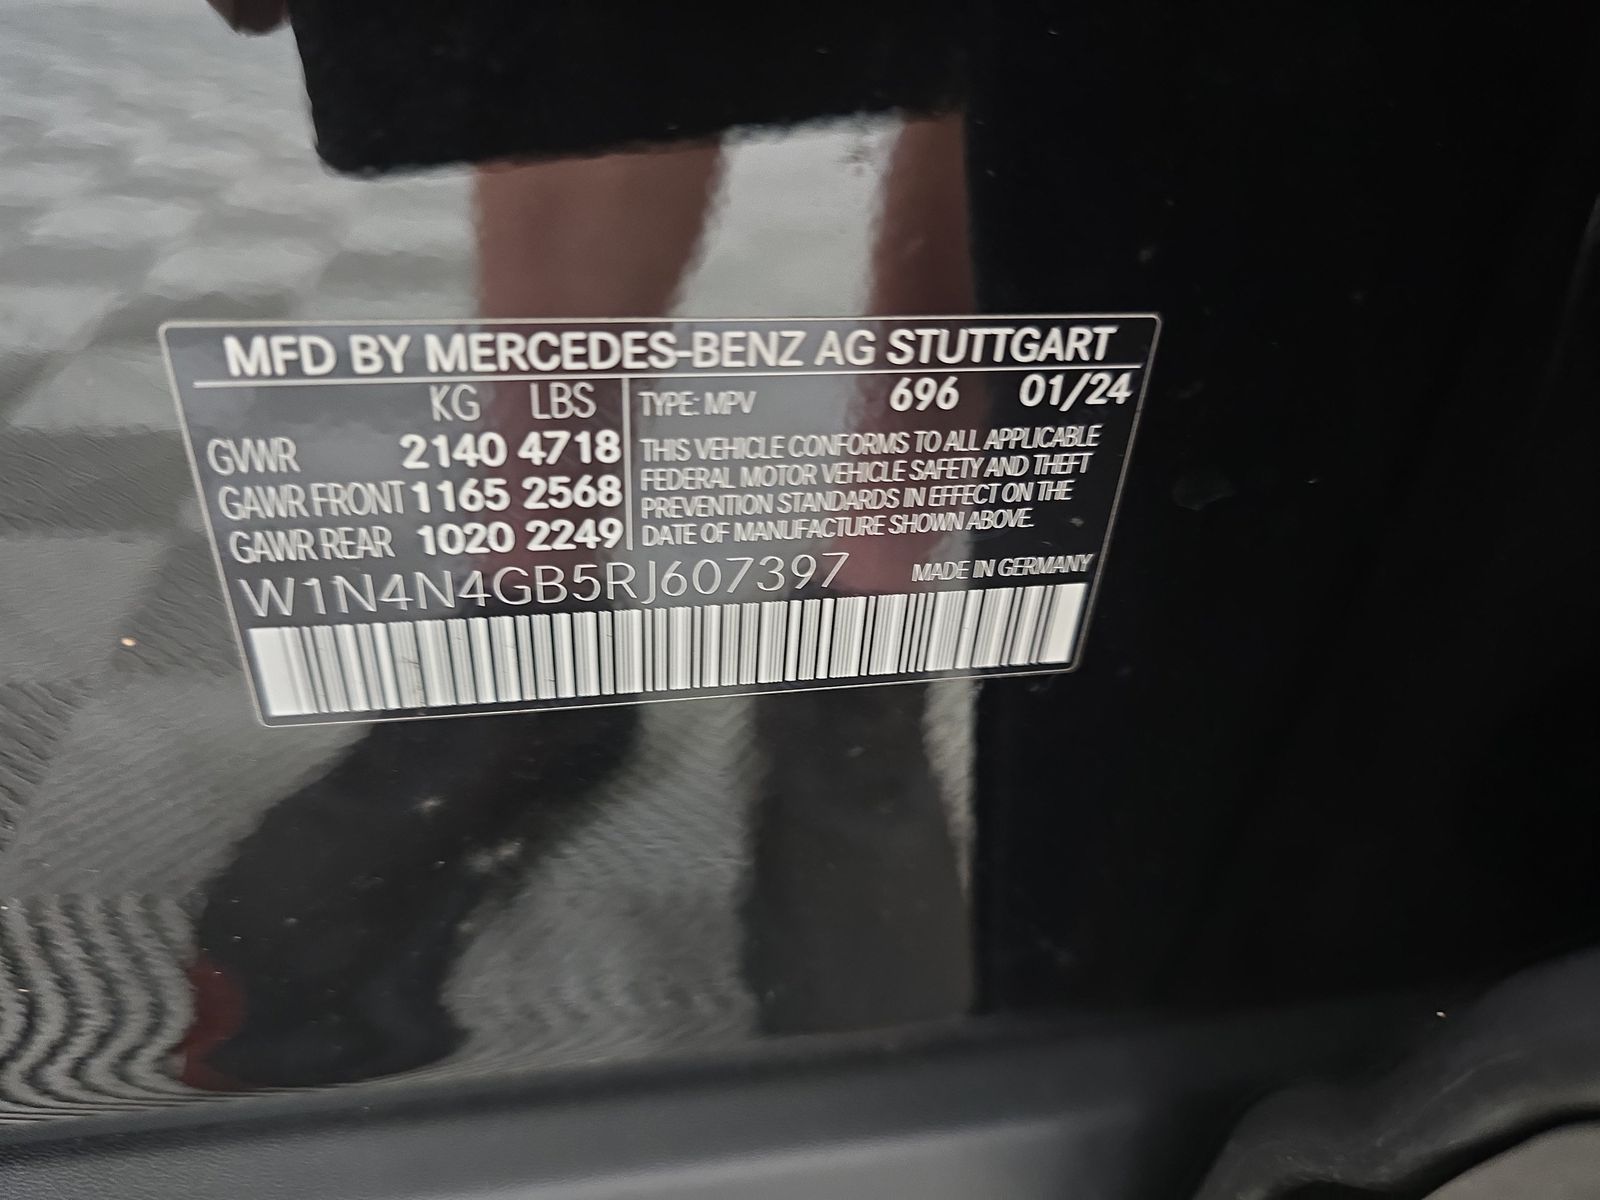 MFD BY MERCEDES-BENZ AG STUTTGART
KG LBS
GVWR 2140 4718
GAWR FRONT 1165 2568
GAWR REAR 1020 2249
TYPE: MPV 696 01/24
THIS VEHICLE CONFORMS TO ALL APPLICABLE
FEDERAL MOTOR VEHICLE SAFETY AND THEFT
PREVENTION STANDARDS IN EFFECT ON THE
DATE OF MANUFACTURE SHOWN ABOVE.
W1N4N4GB5RJ607397 MADE IN GERMANY